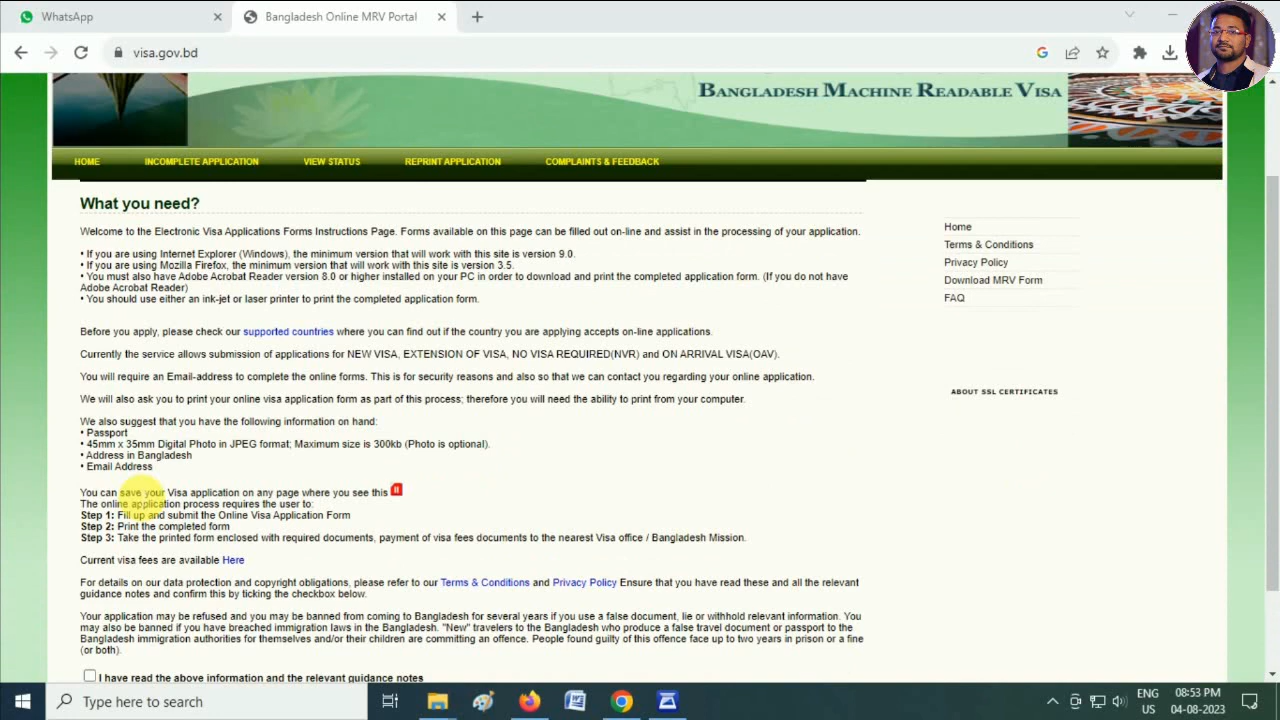 WhatsApp
Bangladesh Online MRV Portal
visa.gov.bd
BANGLADESH MACHINE READABLE VISA
HOME INCOMPLETE APPLICATION VIEW STATUS REPRINT APPLICATION COMPLAINTS & FEEDBACK
What you need?
Welcome to the Electronic Visa Applications Forms Instructions Page. Forms available on this page can be filled out on-line and assist in the processing of your application.
• If you are using Internet Explorer (Windows), the minimum version that will work with this site is version 9.0.
• If you are using Mozilla Firefox, the minimum version that will work with this site is version 3.5.
• You must also have Adobe Acrobat Reader version 8.0 or higher installed on your PC in order to download and print the completed application form. (If you do not have
Adobe Acrobat Reader)
• You should use either an ink-jet or laser printer to print the completed application form.
Before you apply, please check our supported countries where you can find out if the country you are applying accepts on-line applications.
Currently the service allows submission of applications for NEW VISA, EXTENSION OF VISA, NO VISA REQUIRED(NVR) and ON ARRIVAL VISA(OAV).
You will require an Email-address to complete the online forms. This is for security reasons and also so that we can contact you regarding your online application.
We will also ask you to print your online visa application form as part of this process; therefore you will need the ability to print from your computer.
We also suggest that you have the following information on hand:
• Passport
• 45mm x 35mm Digital Photo in JPEG format; Maximum size is 300kb (Photo is optional).
• Address in Bangladesh
• Email Address
You can save your Visa application on any page where you see this
The online application process requires the user to:
Step 1: Fill up and submit the Online Visa Application Form
Step 2: Print the completed form
Step 3: Take the printed form enclosed with required documents, payment of visa fees documents to the nearest Visa office / Bangladesh Mission.
Current visa fees are available Here
For details on our data protection and copyright obligations, please refer to our Terms & Conditions and Privacy Policy Ensure that you have read these and all the relevant
guidance notes and confirm this by ticking the checkbox below.
Your application may be refused and you may be banned from coming to Bangladesh for several years if you use a false document, lie or withhold relevant information. You
may also be banned if you have breached immigration laws in the Bangladesh. "New" travelers to the Bangladesh who produce a false travel document or passport to the
Bangladesh immigration authorities for themselves and/or their children are committing an offence. People found guilty of this offence face up to two years in prison or a fine
(or both).
I have read the above information and the relevant guidance notes
Home
Terms & Conditions
Privacy Policy
Download MRV Form
FAQ
ABOUT SSL CERTIFICATES
Type here to search
ENG
US
08:53 PM
04-08-2023